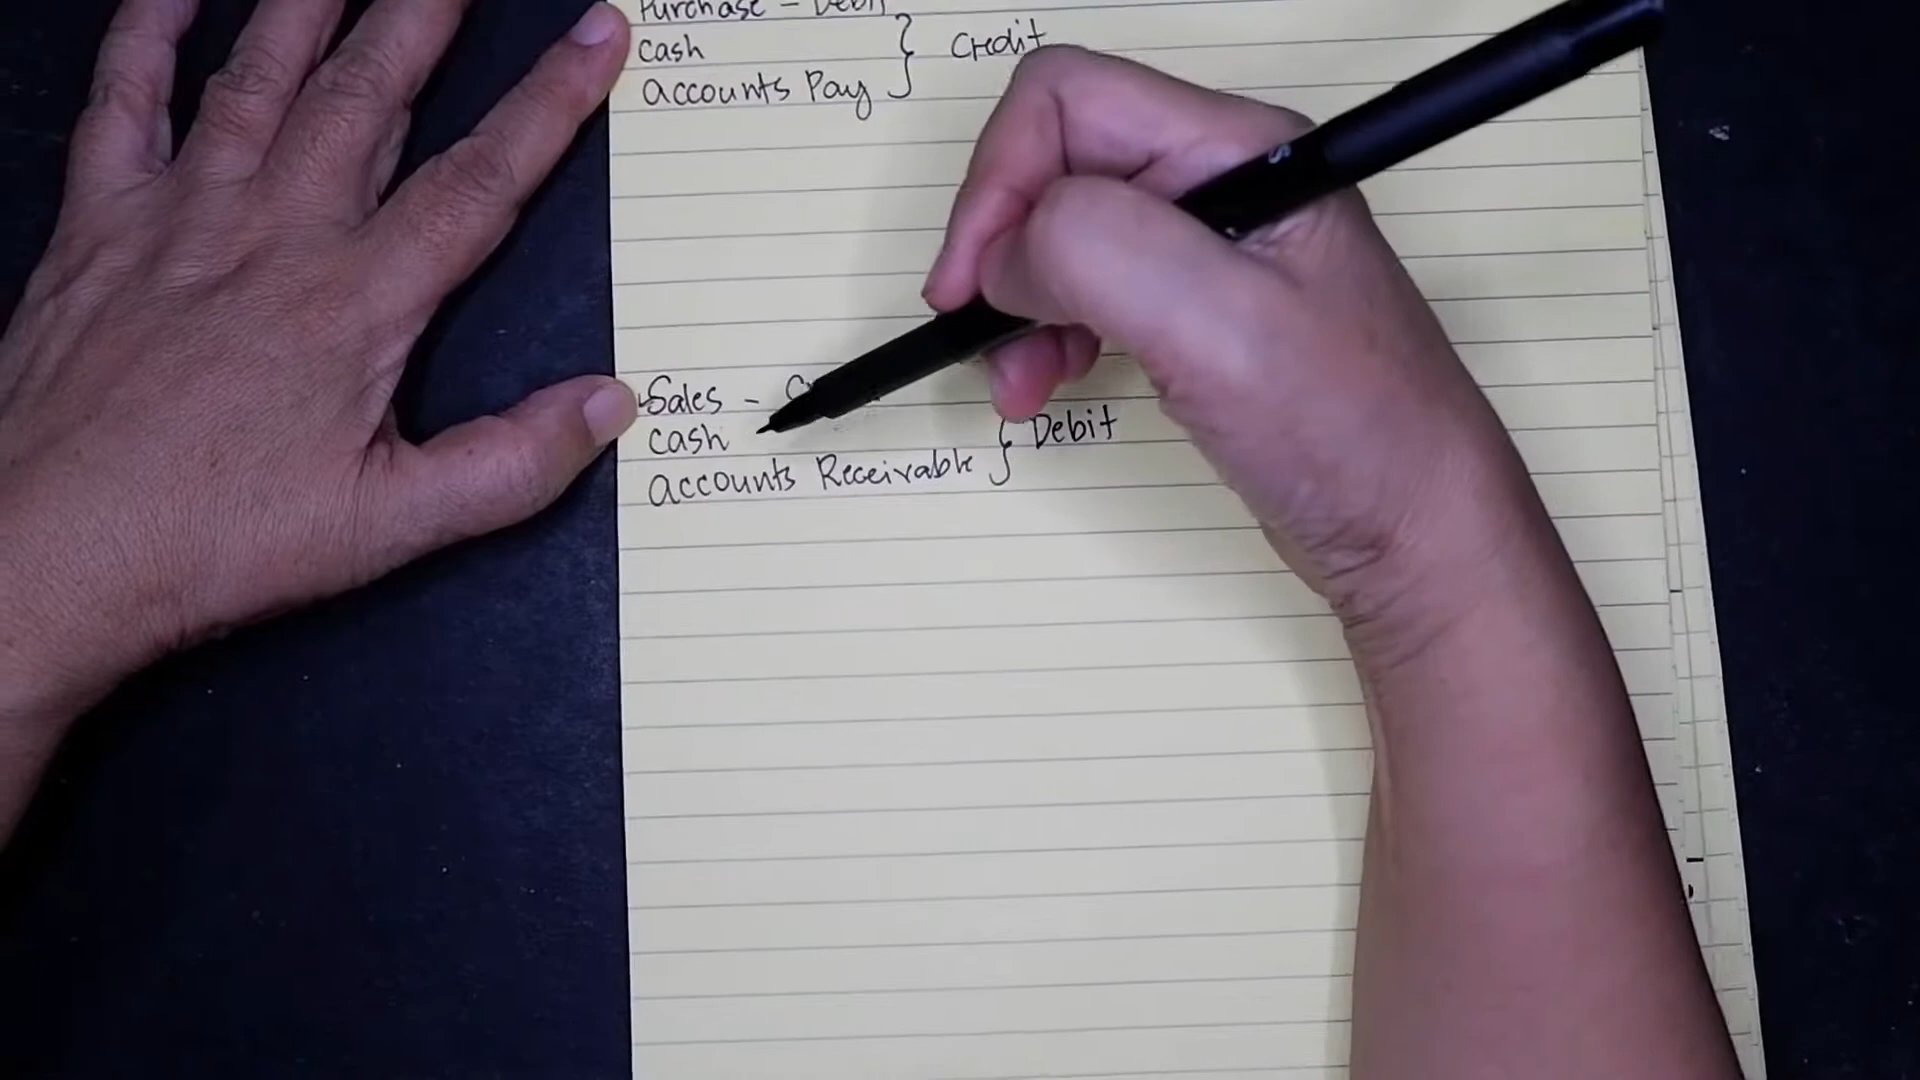 Purchase - Debit
Cash
Accounts Pay } Credit
Sales -
Cash
Accounts Receivable } Debit